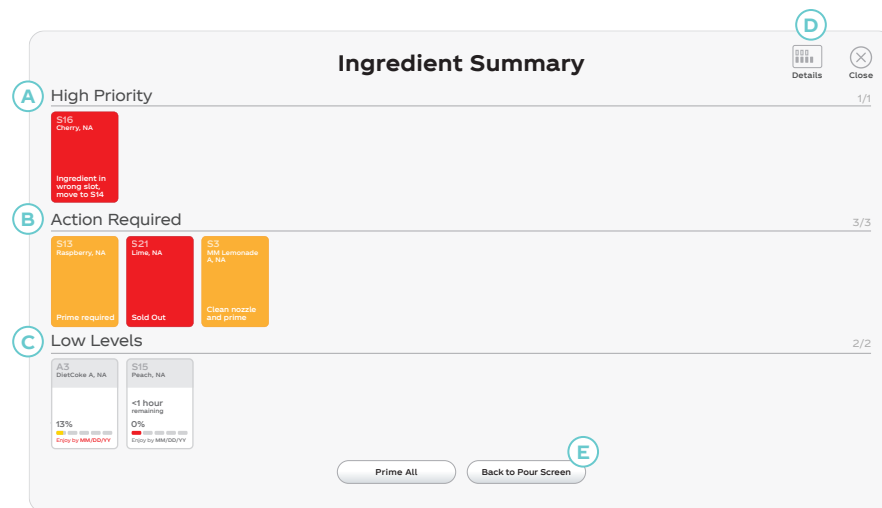 D
Ingredient Summary
Details
Close
A
High Priority
1/1
S16
Cherry, NA
Ingredient in
wrong slot,
move to S14
B
Action Required
3/3
S13
Raspberry, NA
Prime required
S21
Lime, NA
Sold Out
S3
MM Lemonade
A, NA
Clean nozzle
and prime
C
Low Levels
2/2
A3
DietCoke A, NA
13%
Enjoy by MM/DD/YY
S15
Peach, NA
<1 hour
remaining
0%
Enjoy by MM/DD/YY
E
Prime All
Back to Pour Screen